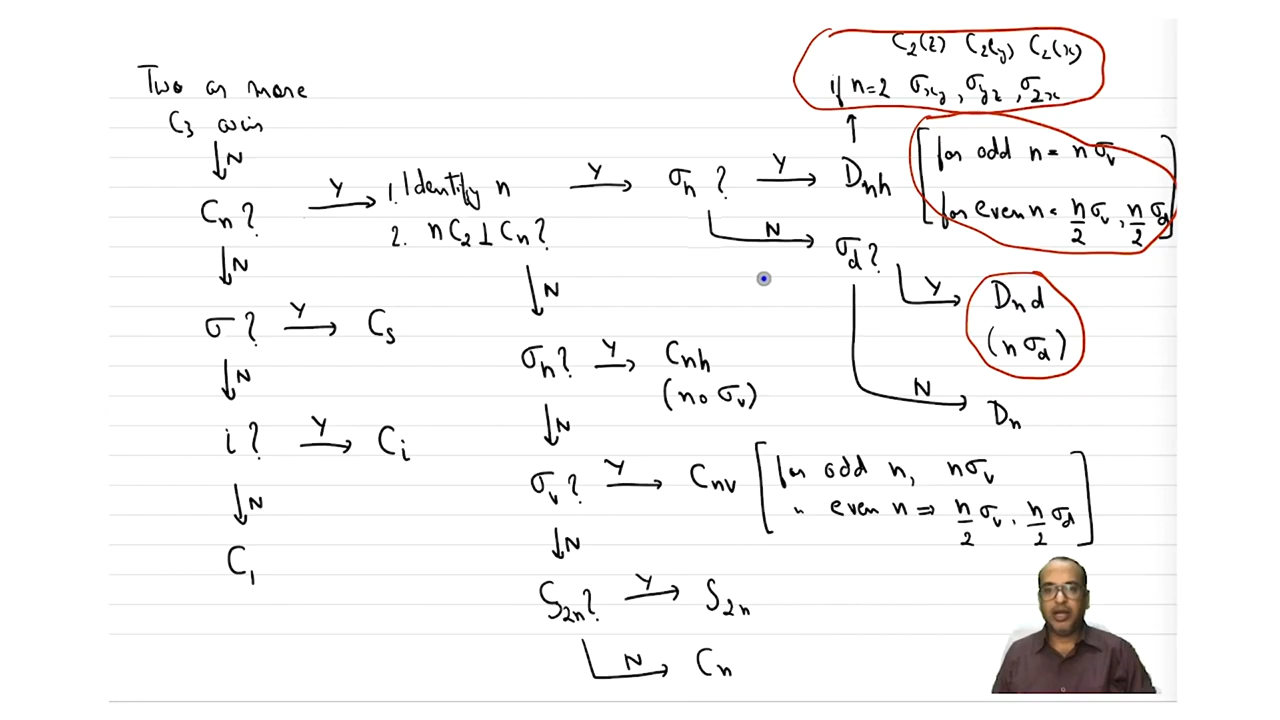 C₂(z) C₂(y) C₂(x)
if n=2 σxy, σyz, σzx
Two or more
C₃ axis
↓N
Cn? Y→ 1. Identify n
2. nC₂⊥Cn? Y→ σh? Y→ Dnh
[for odd n = nσv
for even n = n/2 σv, n/2 σd]
N→ σd? Y→ Dnd
(nσd)
N→ Dn
↓N
σ? Y→ Cs
↓N
i? Y→ Ci
↓N
C₁
↓N
σh? Y→ Cnh
(no σv)
↓N
σv? Y→ Cnv [for odd n, nσv
" even n ⇒ n/2 σv, n/2 σd]
↓N
S2n? Y→ S2n
N→ Cn